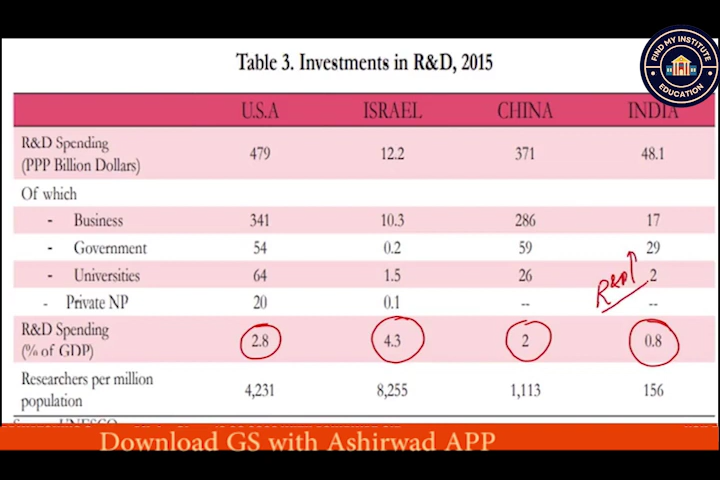 FIND MY INSTITUTE
EDUCATION
Table 3. Investments in R&D, 2015
U.S.A ISRAEL CHINA INDIA
R&D Spending
(PPP Billion Dollars) 479 12.2 371 48.1
Of which
- Business 341 10.3 286 17
- Government 54 0.2 59 29
- Universities 64 1.5 26 2
R&D
- Private NP 20 0.1 -- --
R&D Spending
(% of GDP) 2.8 4.3 2 0.8
Researchers per million
population 4,231 8,255 1,113 156
Download GS with Ashirwad APP